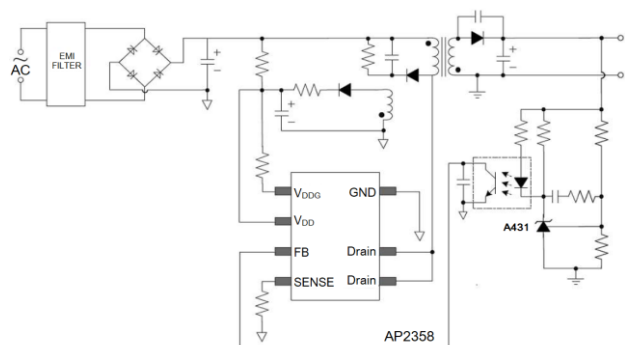 EMI
FILTER
~
AC
+
−
+
−
+
−
VDDG
GND
VDD
FB
Drain
SENSE
Drain
A431
AP2358